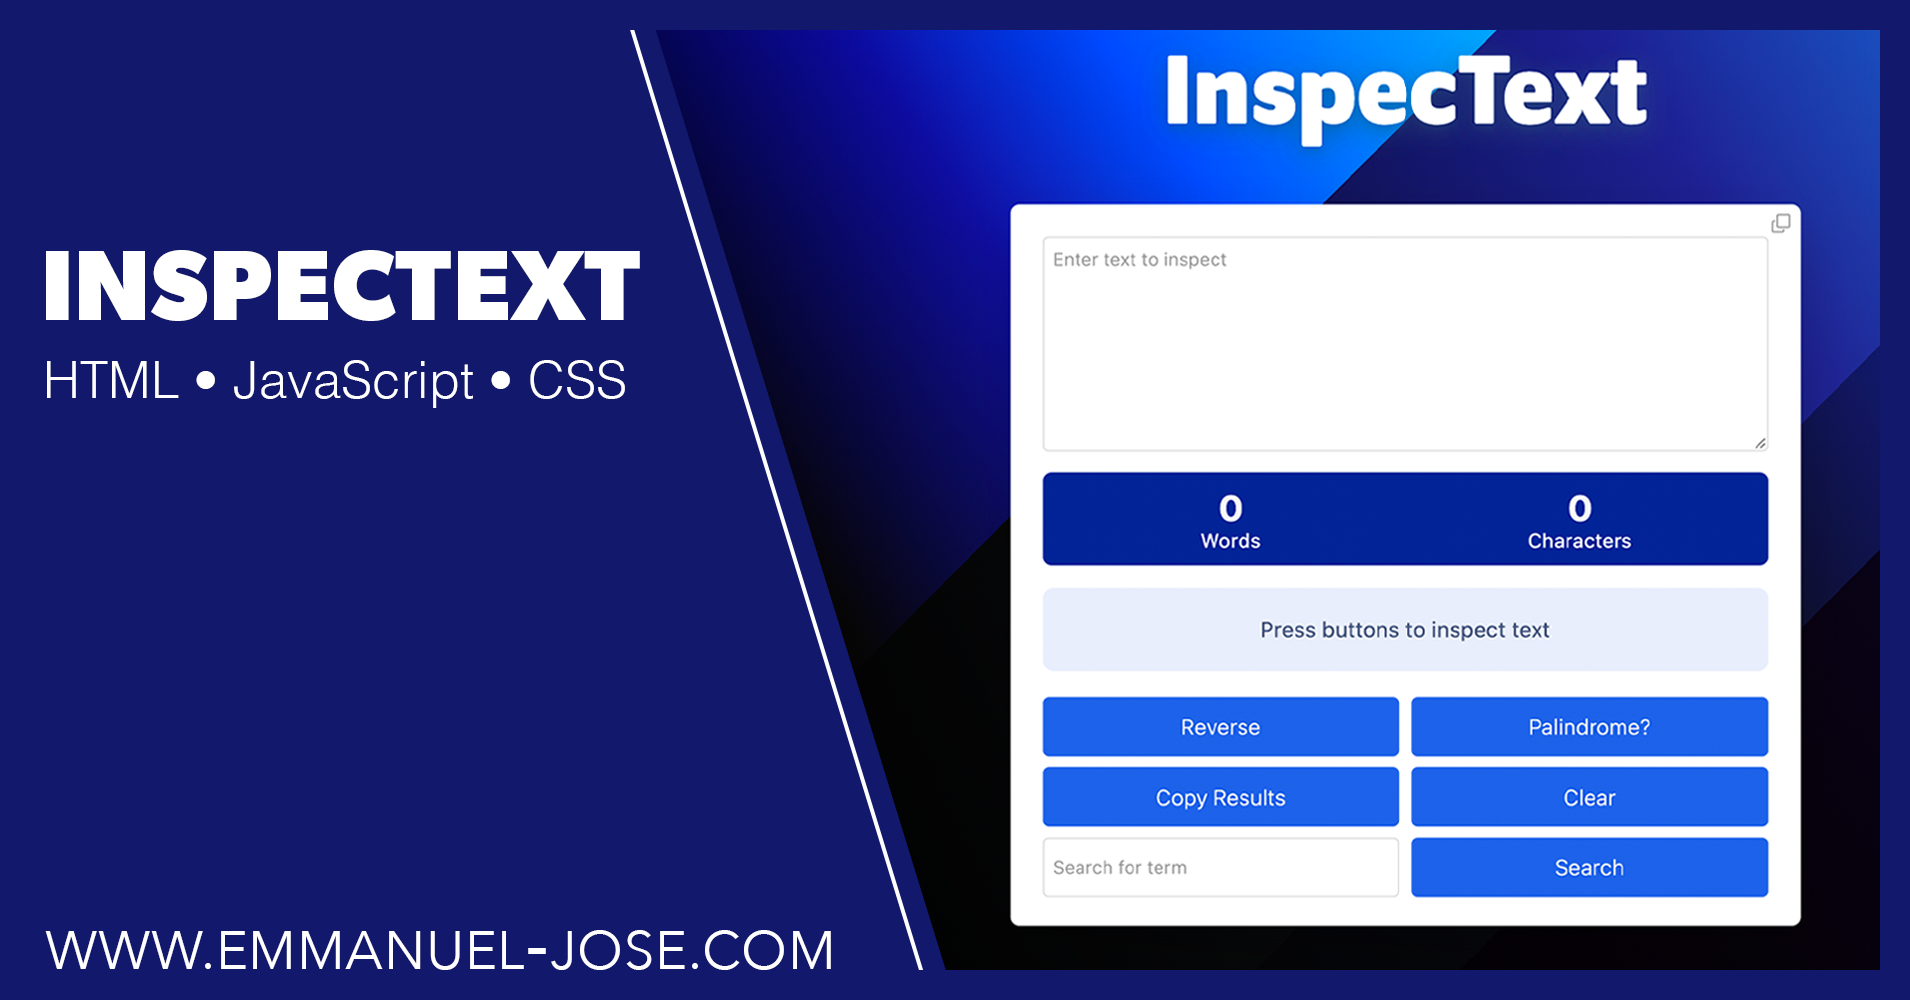 INSPECTEXT
HTML • JavaScript • CSS
WWW.EMMANUEL-JOSE.COM
InspecText
Enter text to inspect
0 0
Words Characters
Press buttons to inspect text
Reverse Palindrome?
Copy Results Clear
Search for term Search